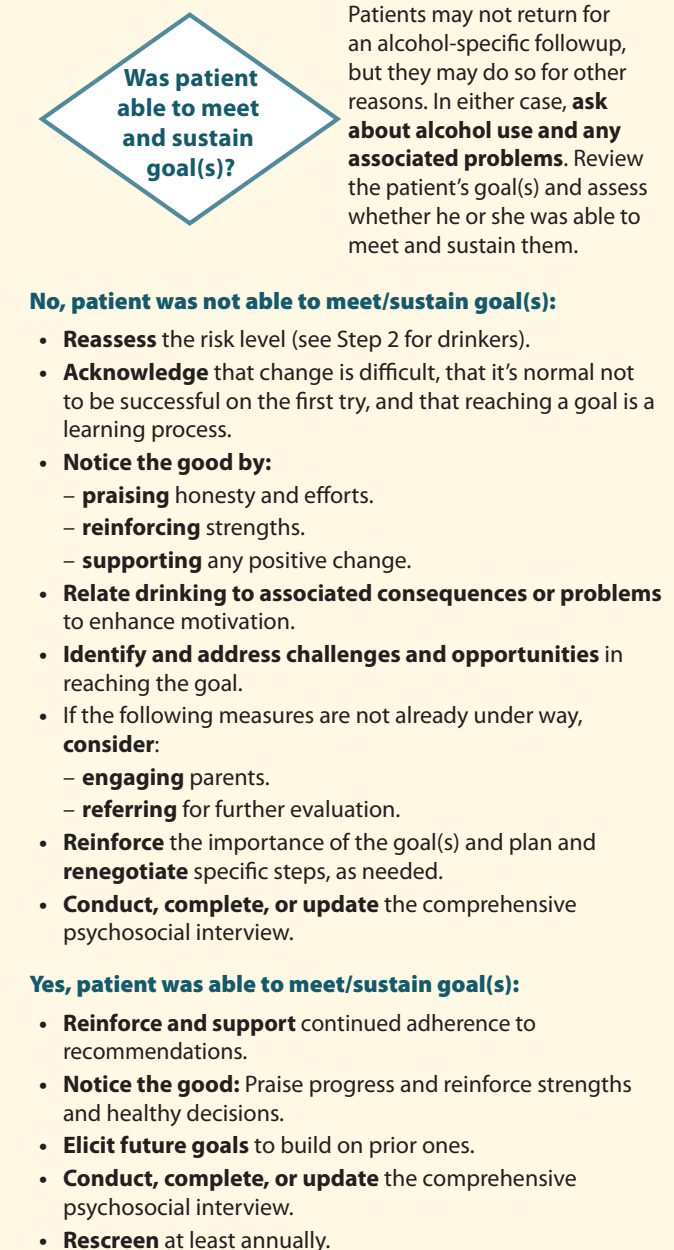 Was patient
able to meet
and sustain
goal(s)?
Patients may not return for
an alcohol-specific followup,
but they may do so for other
reasons. In either case, ask
about alcohol use and any
associated problems. Review
the patient's goal(s) and assess
whether he or she was able to
meet and sustain them.
No, patient was not able to meet/sustain goal(s):
• Reassess the risk level (see Step 2 for drinkers).
• Acknowledge that change is difficult, that it's normal not
to be successful on the first try, and that reaching a goal is a
learning process.
• Notice the good by:
– praising honesty and efforts.
– reinforcing strengths.
– supporting any positive change.
• Relate drinking to associated consequences or problems
to enhance motivation.
• Identify and address challenges and opportunities in
reaching the goal.
• If the following measures are not already under way,
consider:
– engaging parents.
– referring for further evaluation.
• Reinforce the importance of the goal(s) and plan and
renegotiate specific steps, as needed.
• Conduct, complete, or update the comprehensive
psychosocial interview.
Yes, patient was able to meet/sustain goal(s):
• Reinforce and support continued adherence to
recommendations.
• Notice the good: Praise progress and reinforce strengths
and healthy decisions.
• Elicit future goals to build on prior ones.
• Conduct, complete, or update the comprehensive
psychosocial interview.
• Rescreen at least annually.